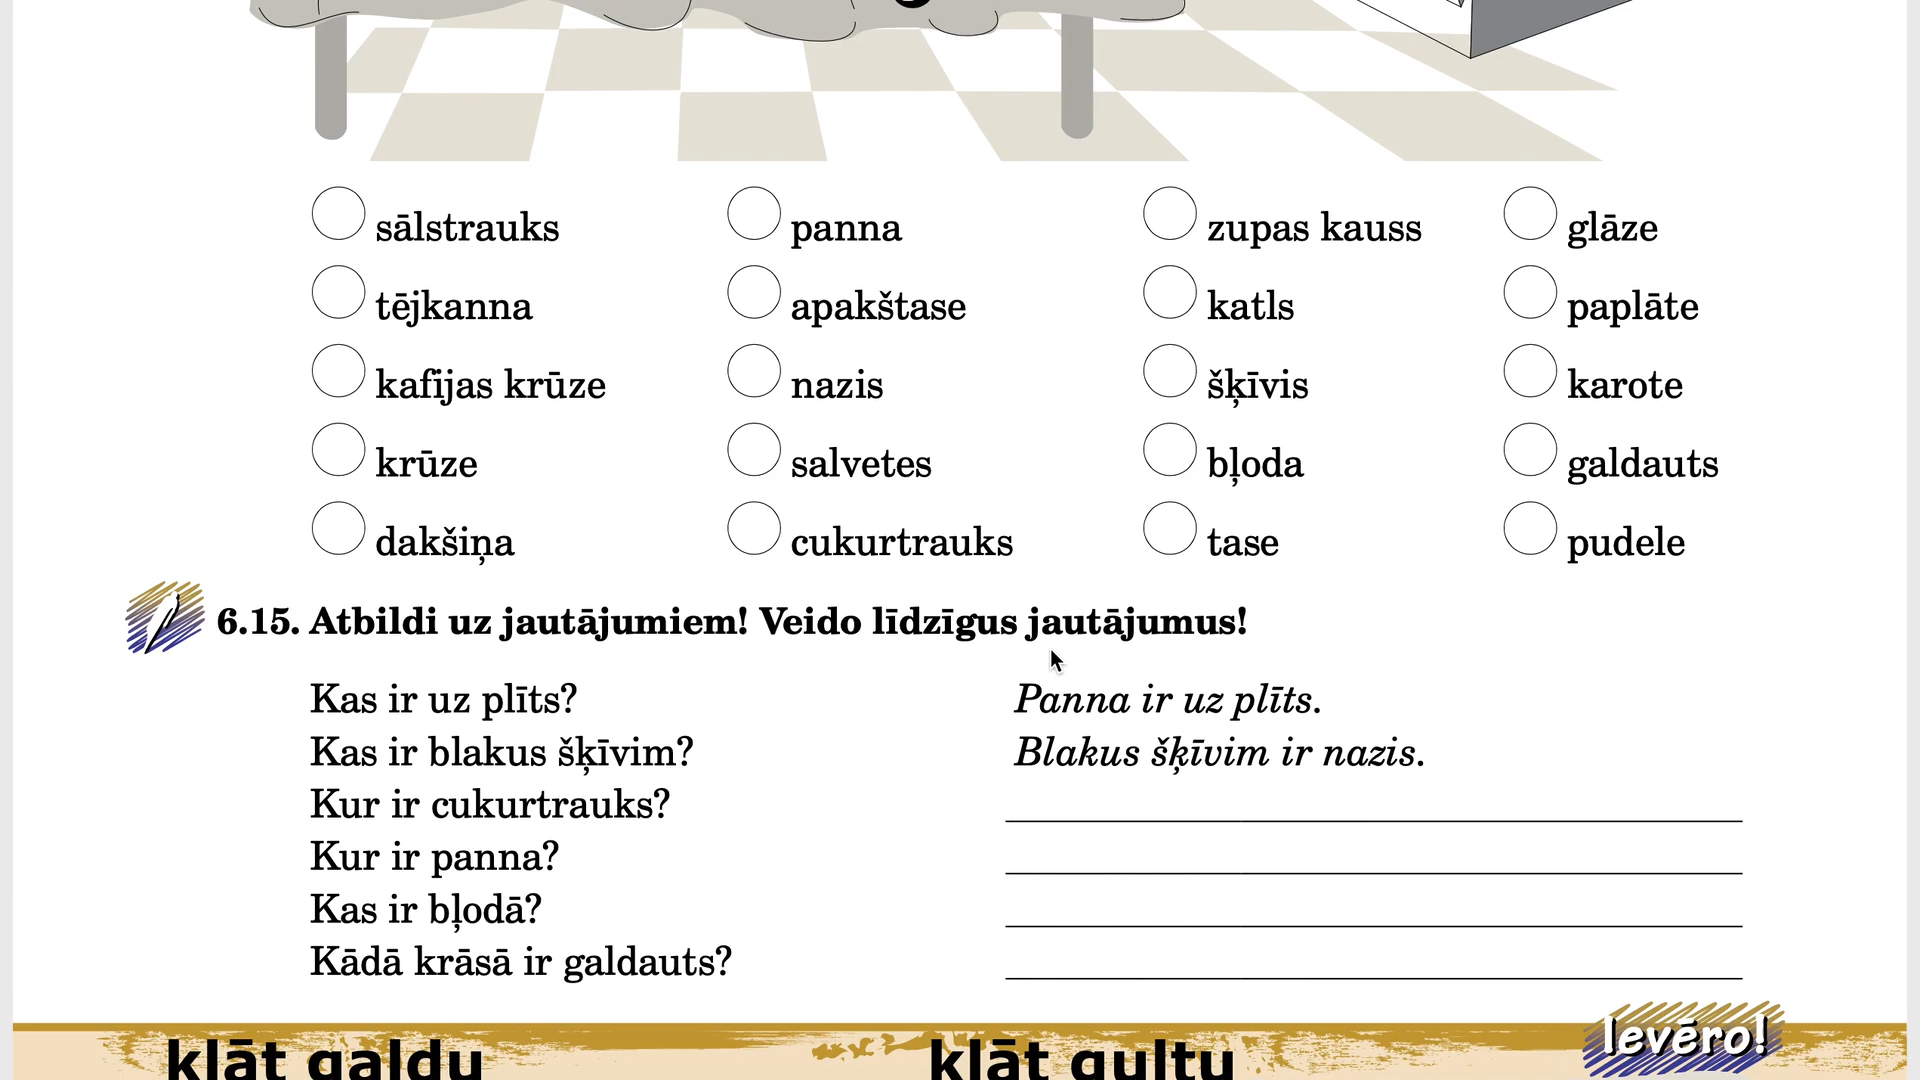 sālstrauks panna zupas kauss glāze
tējkanna apakštase katls paplāte
kafijas krūze nazis šķīvis karote
krūze salvetes bļoda galdauts
dakšiņa cukurtrauks tase pudele
6.15. Atbildi uz jautājumiem! Veido līdzīgus jautājumus!
Kas ir uz plīts? Panna ir uz plīts.
Kas ir blakus šķīvim? Blakus šķīvim ir nazis.
Kur ir cukurtrauks?
Kur ir panna?
Kas ir bļodā?
Kādā krāsā ir galdauts?
Ievēro!
klāt galdu klāt gultu